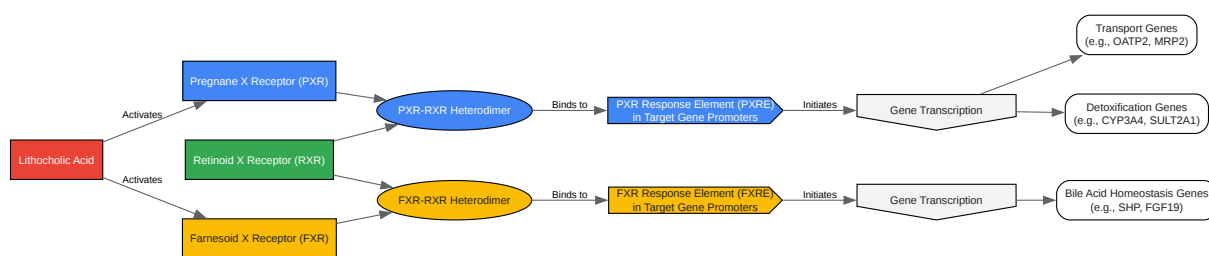 Transport Genes
(e.g., OATP2, MRP2)
Pregnane X Receptor (PXR)
Activates
PXR-RXR Heterodimer
Binds to
PXR Response Element (PXRE)
in Target Gene Promoters
Initiates
Gene Transcription
Detoxification Genes
(e.g., CYP3A4, SULT2A1)
Lithocholic Acid
Retinoid X Receptor (RXR)
Activates
FXR-RXR Heterodimer
Binds to
FXR Response Element (FXRE)
in Target Gene Promoters
Initiates
Gene Transcription
Bile Acid Homeostasis Genes
(e.g., SHP, FGF19)
Farnesoid X Receptor (FXR)